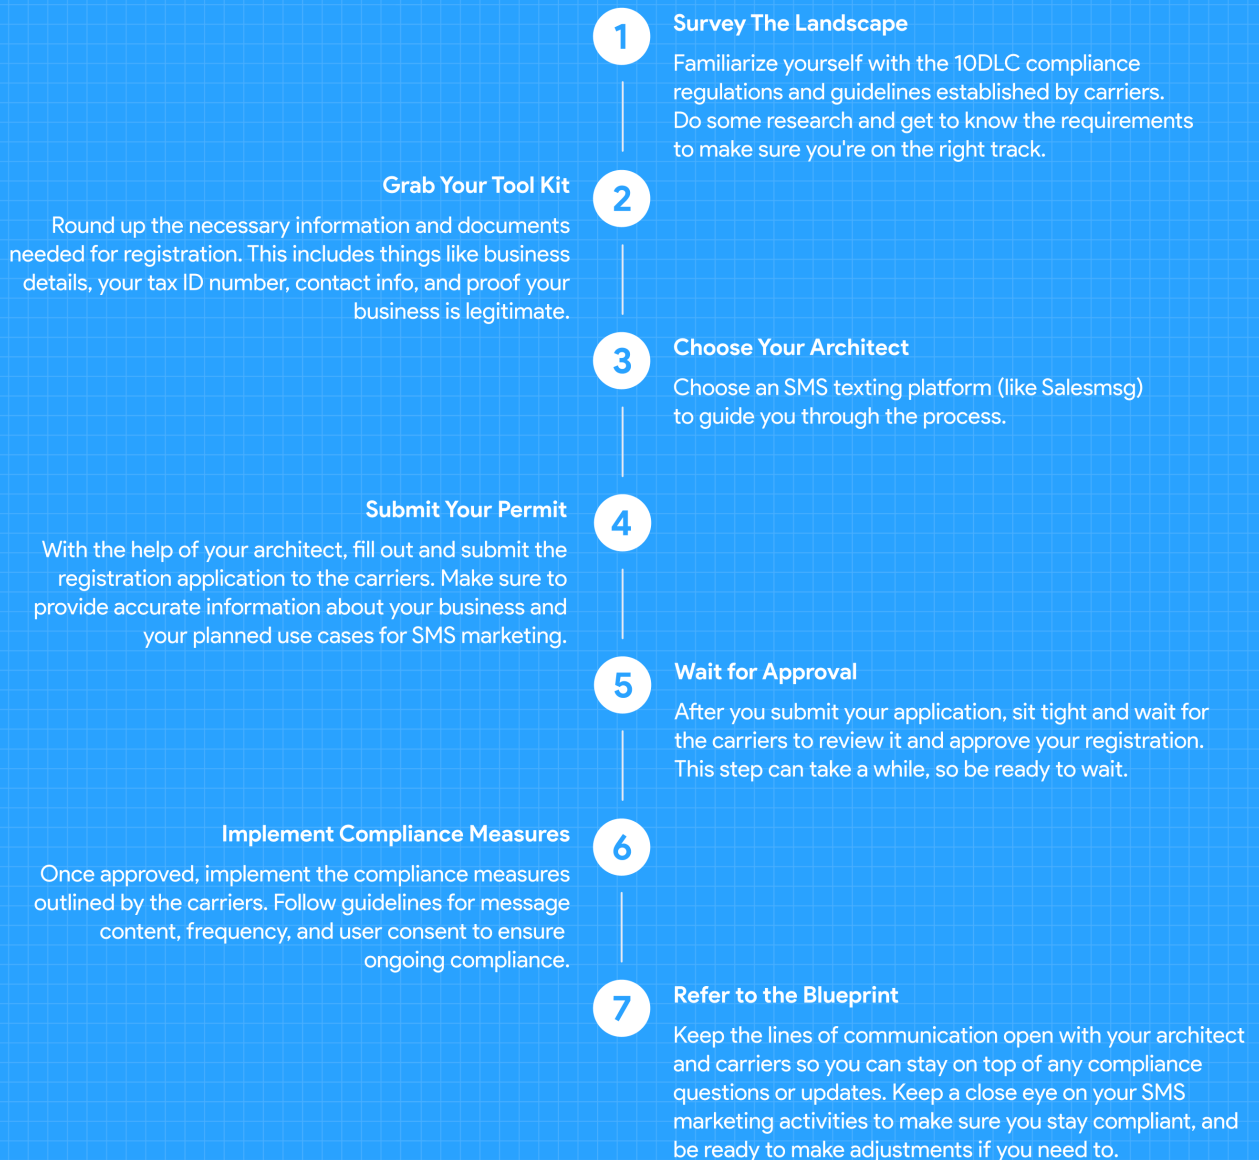 1
Survey The Landscape
Familiarize yourself with the 10DLC compliance
regulations and guidelines established by carriers.
Do some research and get to know the requirements
to make sure you're on the right track.
2
Grab Your Tool Kit
Round up the necessary information and documents
needed for registration. This includes things like business
details, your tax ID number, contact info, and proof your
business is legitimate.
3
Choose Your Architect
Choose an SMS texting platform (like Salesmsg)
to guide you through the process.
4
Submit Your Permit
With the help of your architect, fill out and submit the
registration application to the carriers. Make sure to
provide accurate information about your business and
your planned use cases for SMS marketing.
5
Wait for Approval
After you submit your application, sit tight and wait for
the carriers to review it and approve your registration.
This step can take a while, so be ready to wait.
6
Implement Compliance Measures
Once approved, implement the compliance measures
outlined by the carriers. Follow guidelines for message
content, frequency, and user consent to ensure
ongoing compliance.
7
Refer to the Blueprint
Keep the lines of communication open with your architect
and carriers so you can stay on top of any compliance
questions or updates. Keep a close eye on your SMS
marketing activities to make sure you stay compliant, and
be ready to make adjustments if you need to.